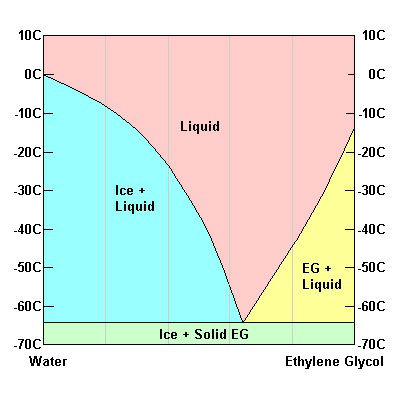 10C 10C
0C 0C
-10C -10C
Liquid
-20C -20C
-30C -30C
Ice +
Liquid
-40C -40C
-50C -50C
EG +
Liquid
-60C -60C
Ice + Solid EG
-70C -70C
Water Ethylene Glycol